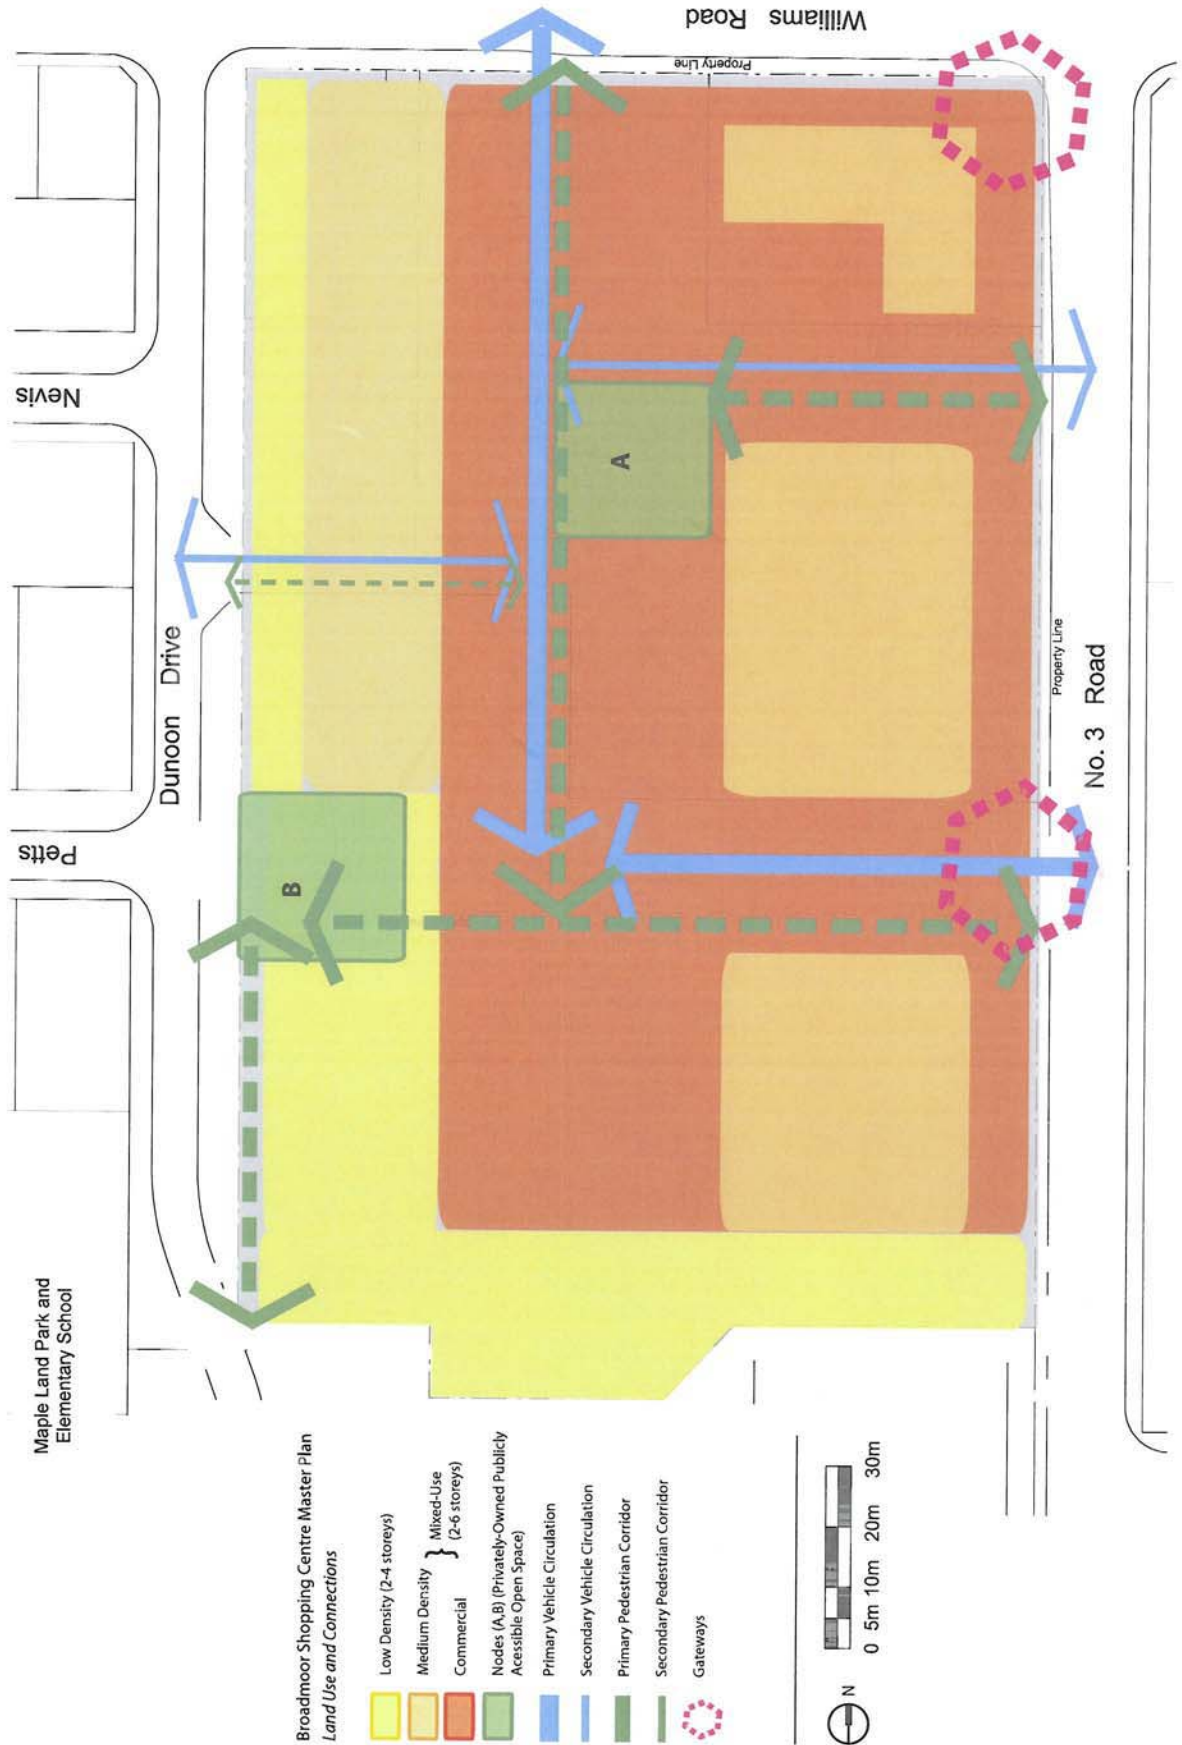 Williams Road
Property Line
Nevis
Petts
Dunoon Drive
A
B
Property Line
No. 3 Road
Maple Land Park and
Elementary School
Broadmoor Shopping Centre Master Plan
Land Use and Connections
Low Density (2-4 storeys)
Medium Density
Commercial
} Mixed-Use
(2-6 storeys)
Nodes (A,B) (Privately-Owned Publicly
Acessible Open Space)
Primary Vehicle Circulation
Secondary Vehicle Circulation
Primary Pedestrian Corridor
Secondary Pedestrian Corridor
Gateways
N
0 5m 10m 20m 30m